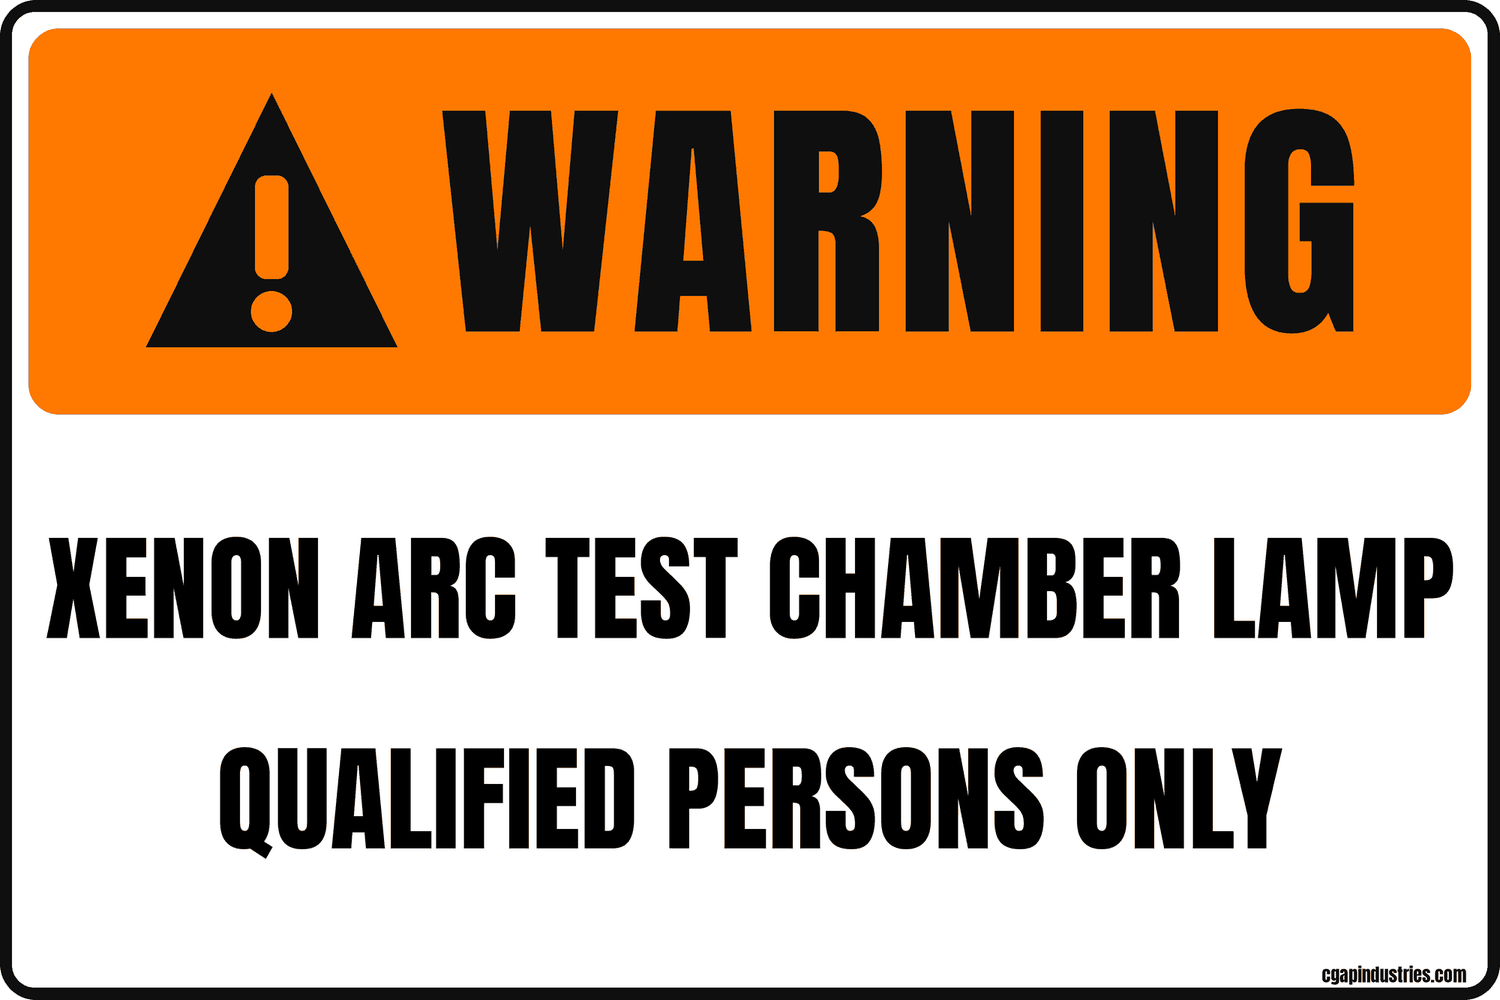 WARNING
XENON ARC TEST CHAMBER LAMP
QUALIFIED PERSONS ONLY
cgapindustries.com